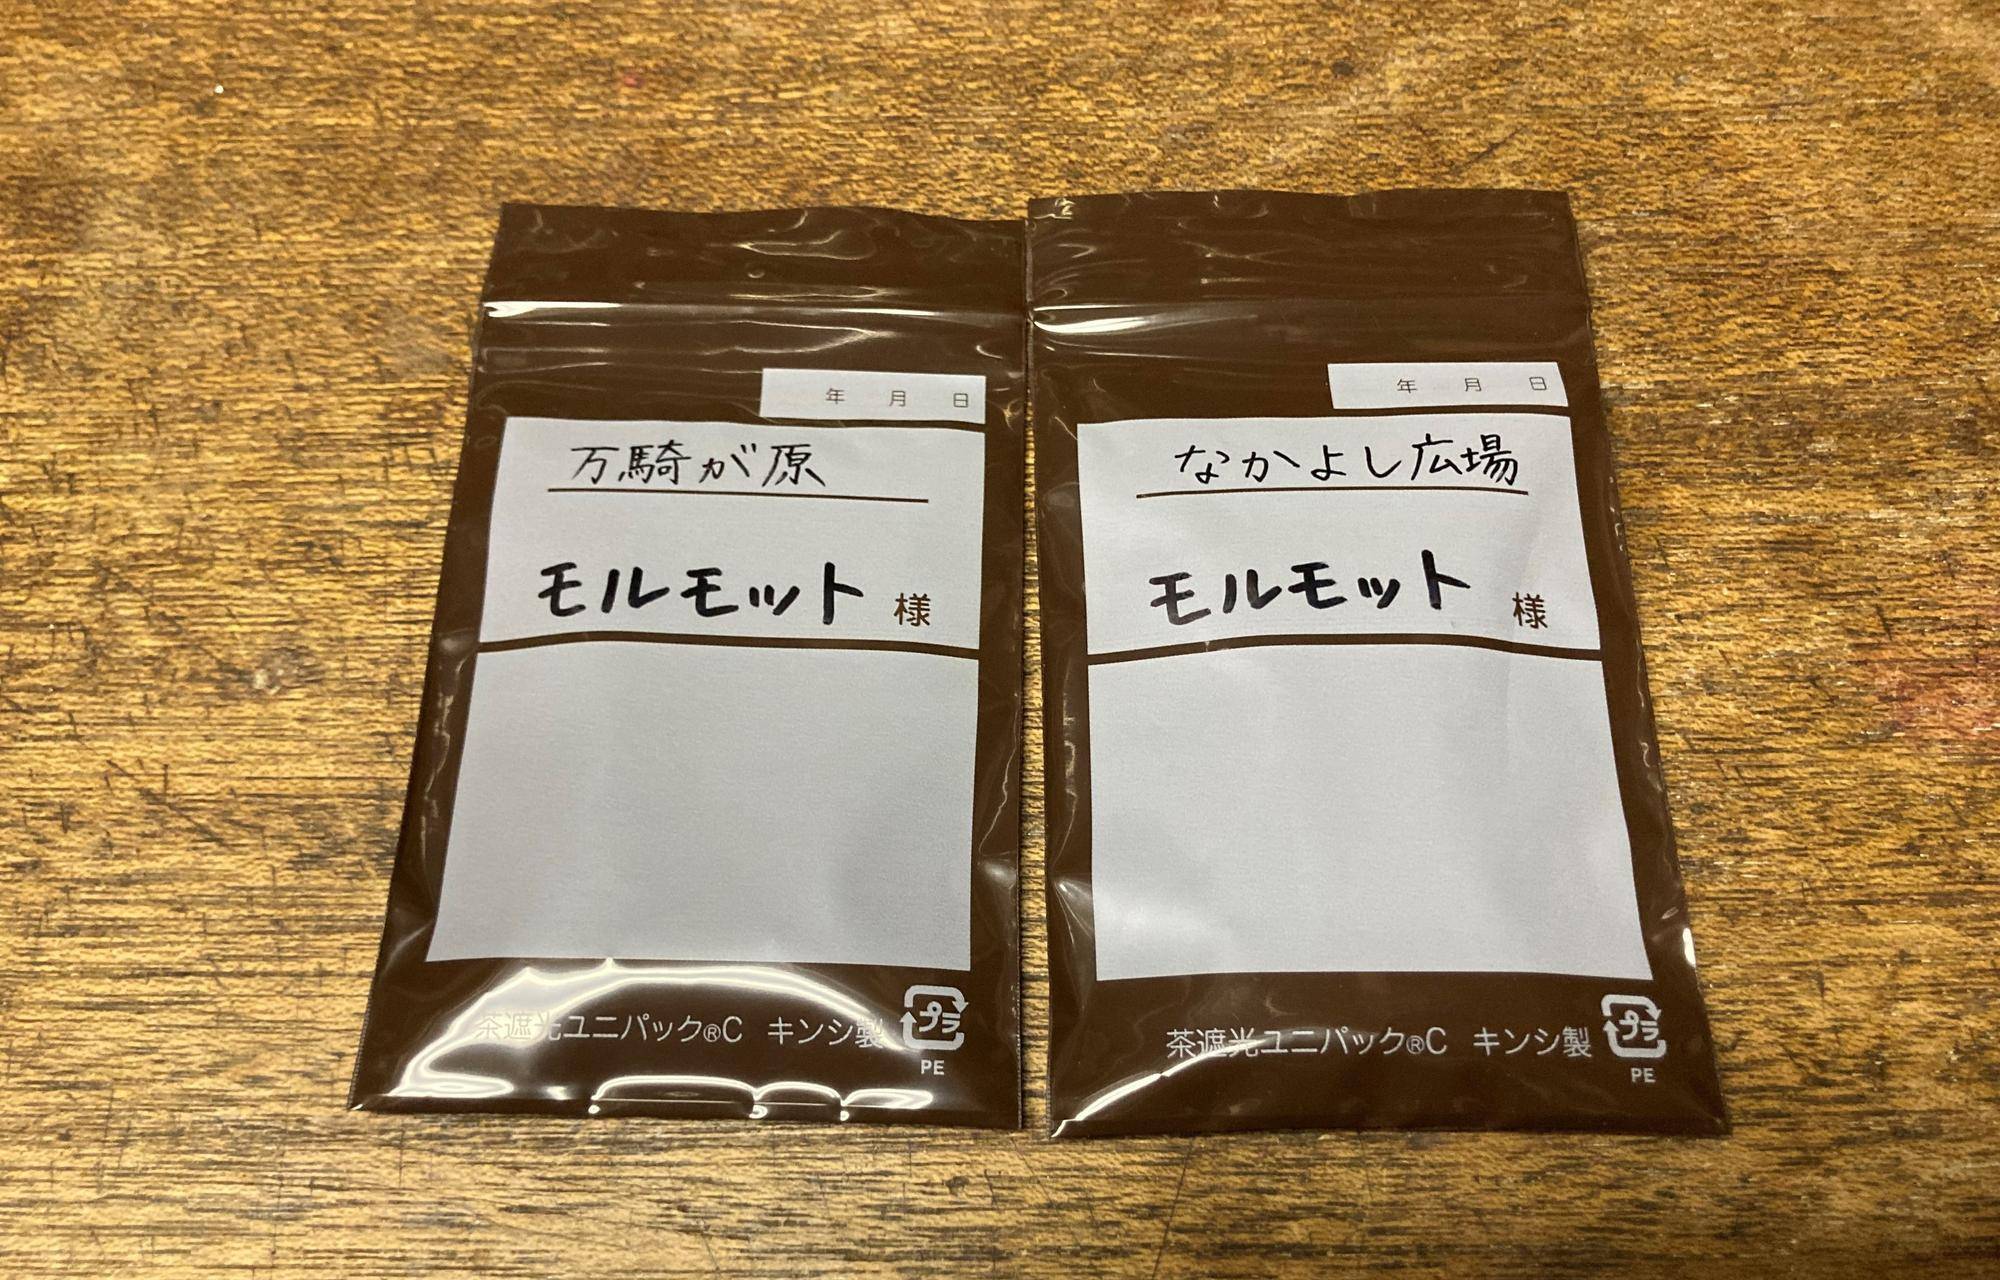 年 月 日
万騎が原
モルモット 様
茶遮光ユニパック®C キンシ製
プラ
PE
年 月 日
なかよし広場
モルモット 様
茶遮光ユニパック®C キンシ製
プラ
PE